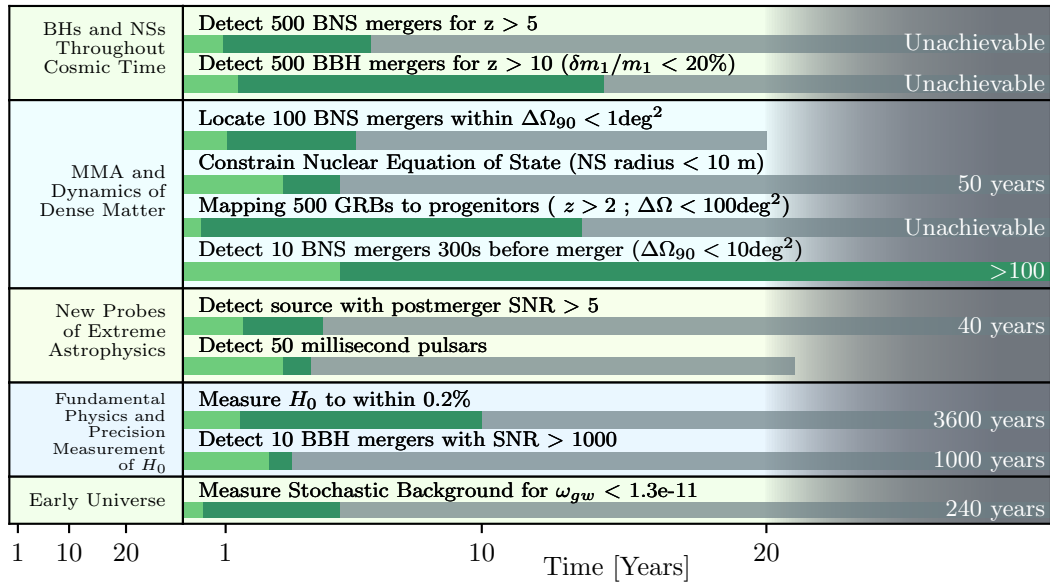 BHs and NSs
Throughout
Cosmic Time
Detect 500 BNS mergers for z > 5
Unachievable
Detect 500 BBH mergers for z > 10 (δm₁/m₁ < 20%)
Unachievable
MMA and
Dynamics of
Dense Matter
Locate 100 BNS mergers within ΔΩ₉₀ < 1deg²
Constrain Nuclear Equation of State (NS radius < 10 m)
50 years
Mapping 500 GRBs to progenitors ( z > 2 ; ΔΩ < 100deg²)
Unachievable
Detect 10 BNS mergers 300s before merger (ΔΩ₉₀ < 10deg²)
>100
New Probes
of Extreme
Astrophysics
Detect source with postmerger SNR > 5
40 years
Detect 50 millisecond pulsars
Fundamental
Physics and
Precision
Measurement
of H₀
Measure H₀ to within 0.2%
3600 years
Detect 10 BBH mergers with SNR > 1000
1000 years
Early Universe
Measure Stochastic Background for ω_gw < 1.3e-11
240 years
1 10 20 1 10 20
Time [Years]